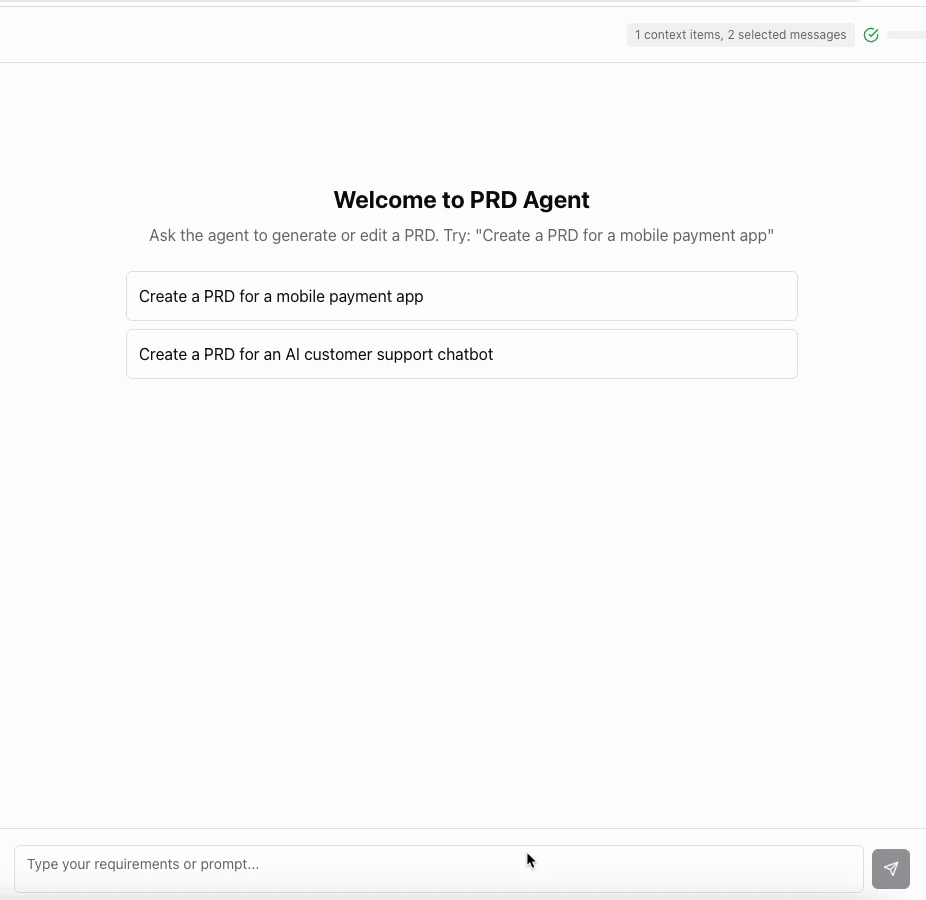 1 context items, 2 selected messages
Welcome to PRD Agent
Ask the agent to generate or edit a PRD. Try: "Create a PRD for a mobile payment app"
Create a PRD for a mobile payment app
Create a PRD for an AI customer support chatbot
Type your requirements or prompt...